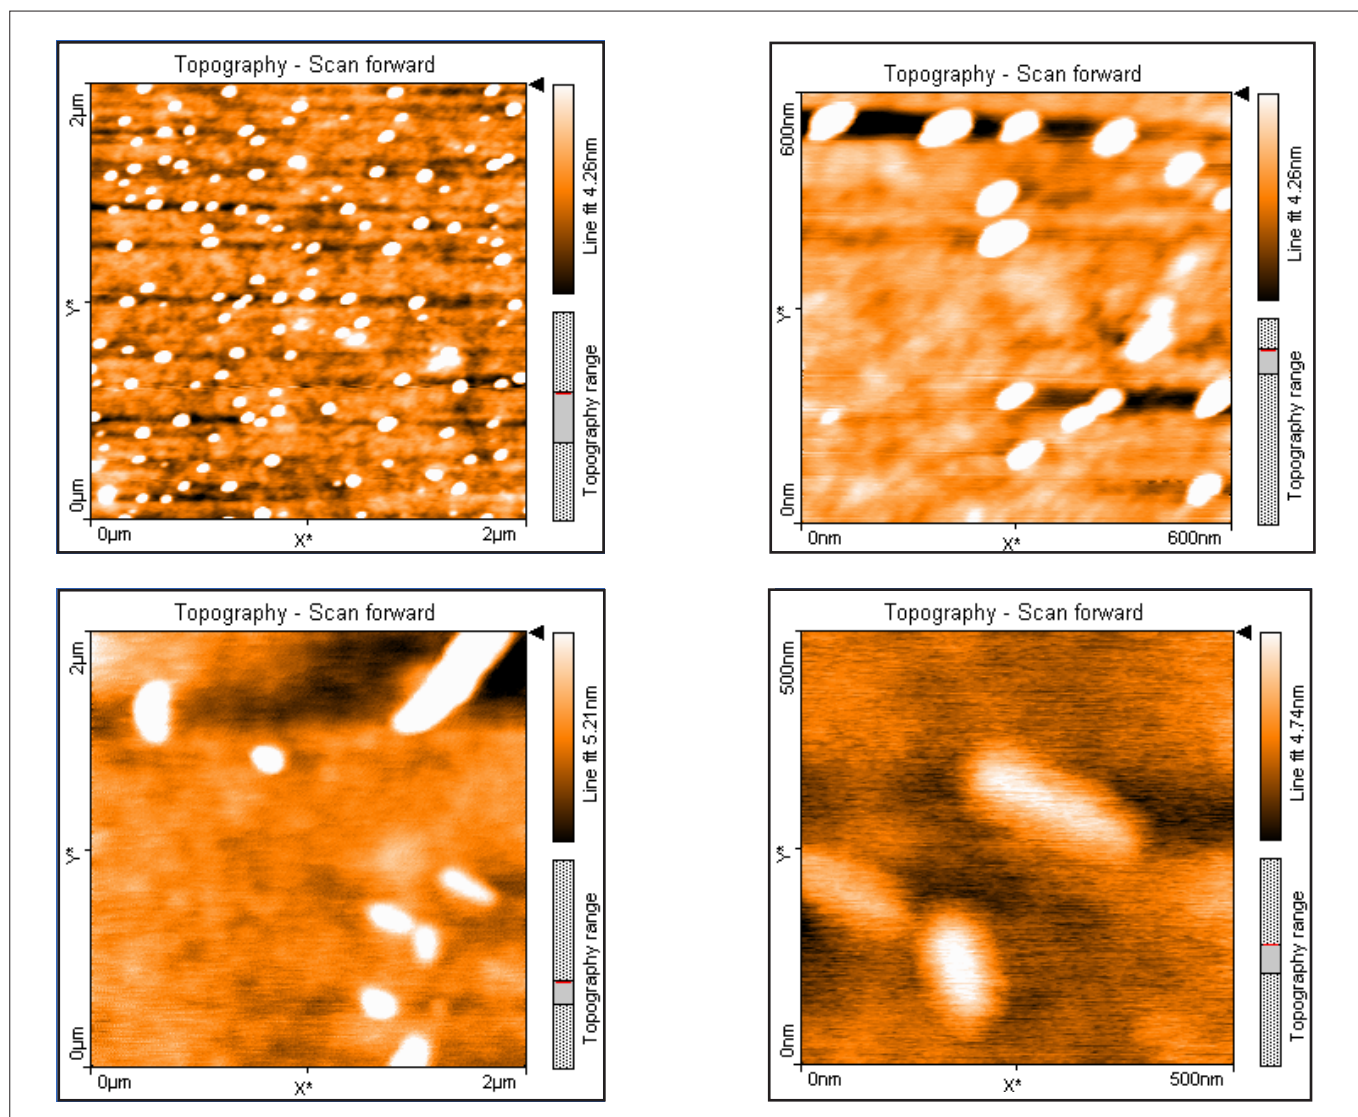 Topography - Scan forward
2µm
Y*
0µm
0µm
X*
2µm
Line fit 4.26nm
Topography range
Topography - Scan forward
600nm
Y*
0nm
0nm
X*
600nm
Line fit 4.26nm
Topography range
Topography - Scan forward
2µm
Y*
0µm
0µm
X*
2µm
Line fit 5.21nm
Topography range
Topography - Scan forward
500nm
Y*
0nm
0nm
X*
500nm
Line fit 4.74nm
Topography range